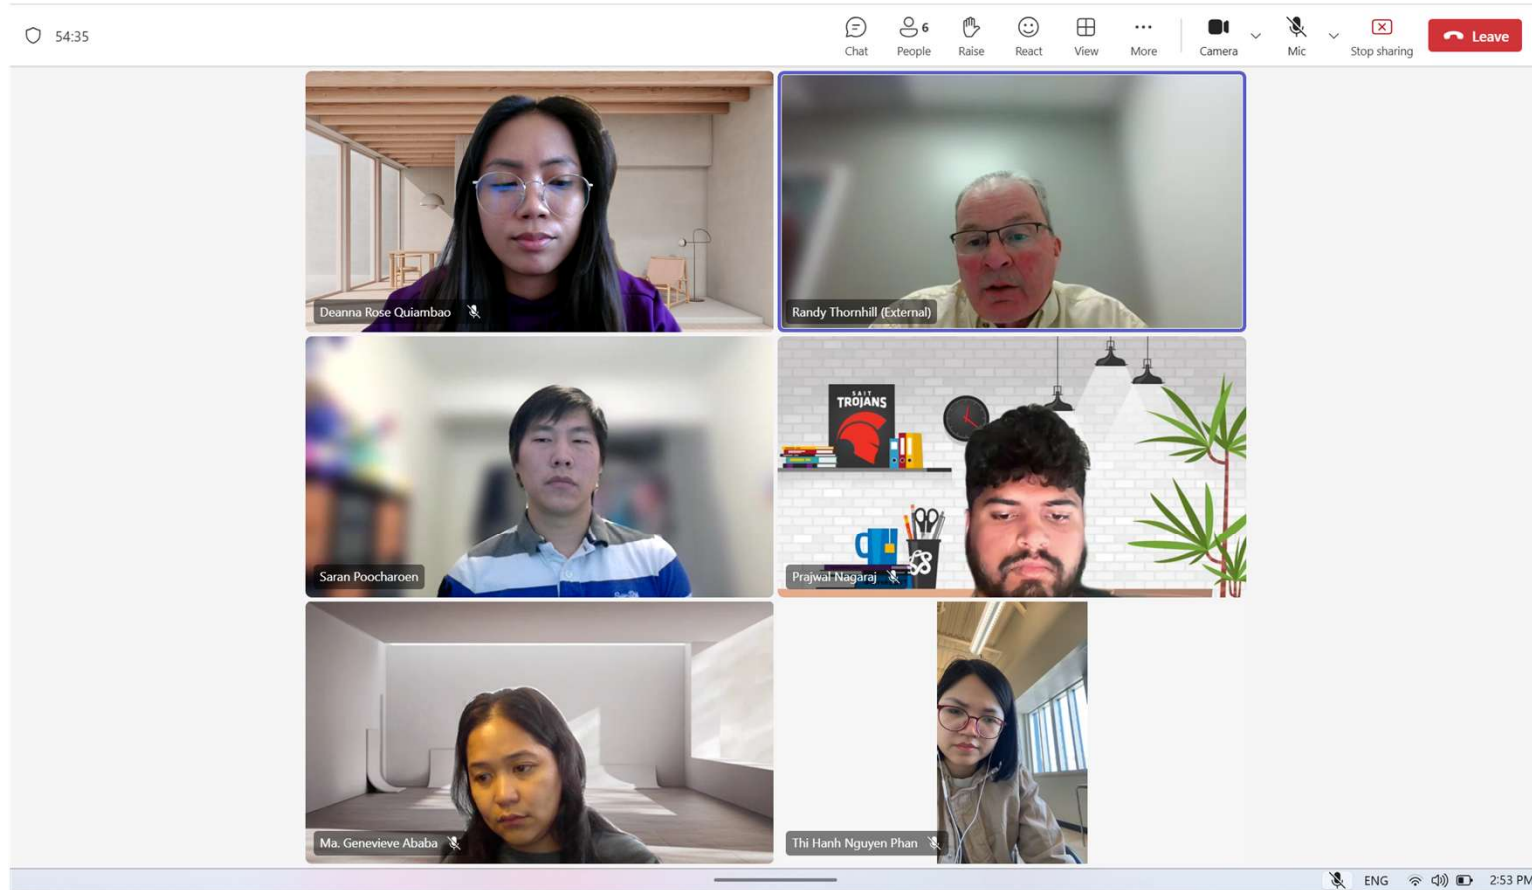 54:35
Chat
People
6
Raise
React
View
More
Camera
Mic
Stop sharing
Leave
Deanna Rose Quiambao
Randy Thornhill (External)
SAIT
TROJANS
Saran Poocharoen
Prajwal Nagaraj
Ma. Genevieve Ababa
Thi Hanh Nguyen Phan
ENG
2:53 PM